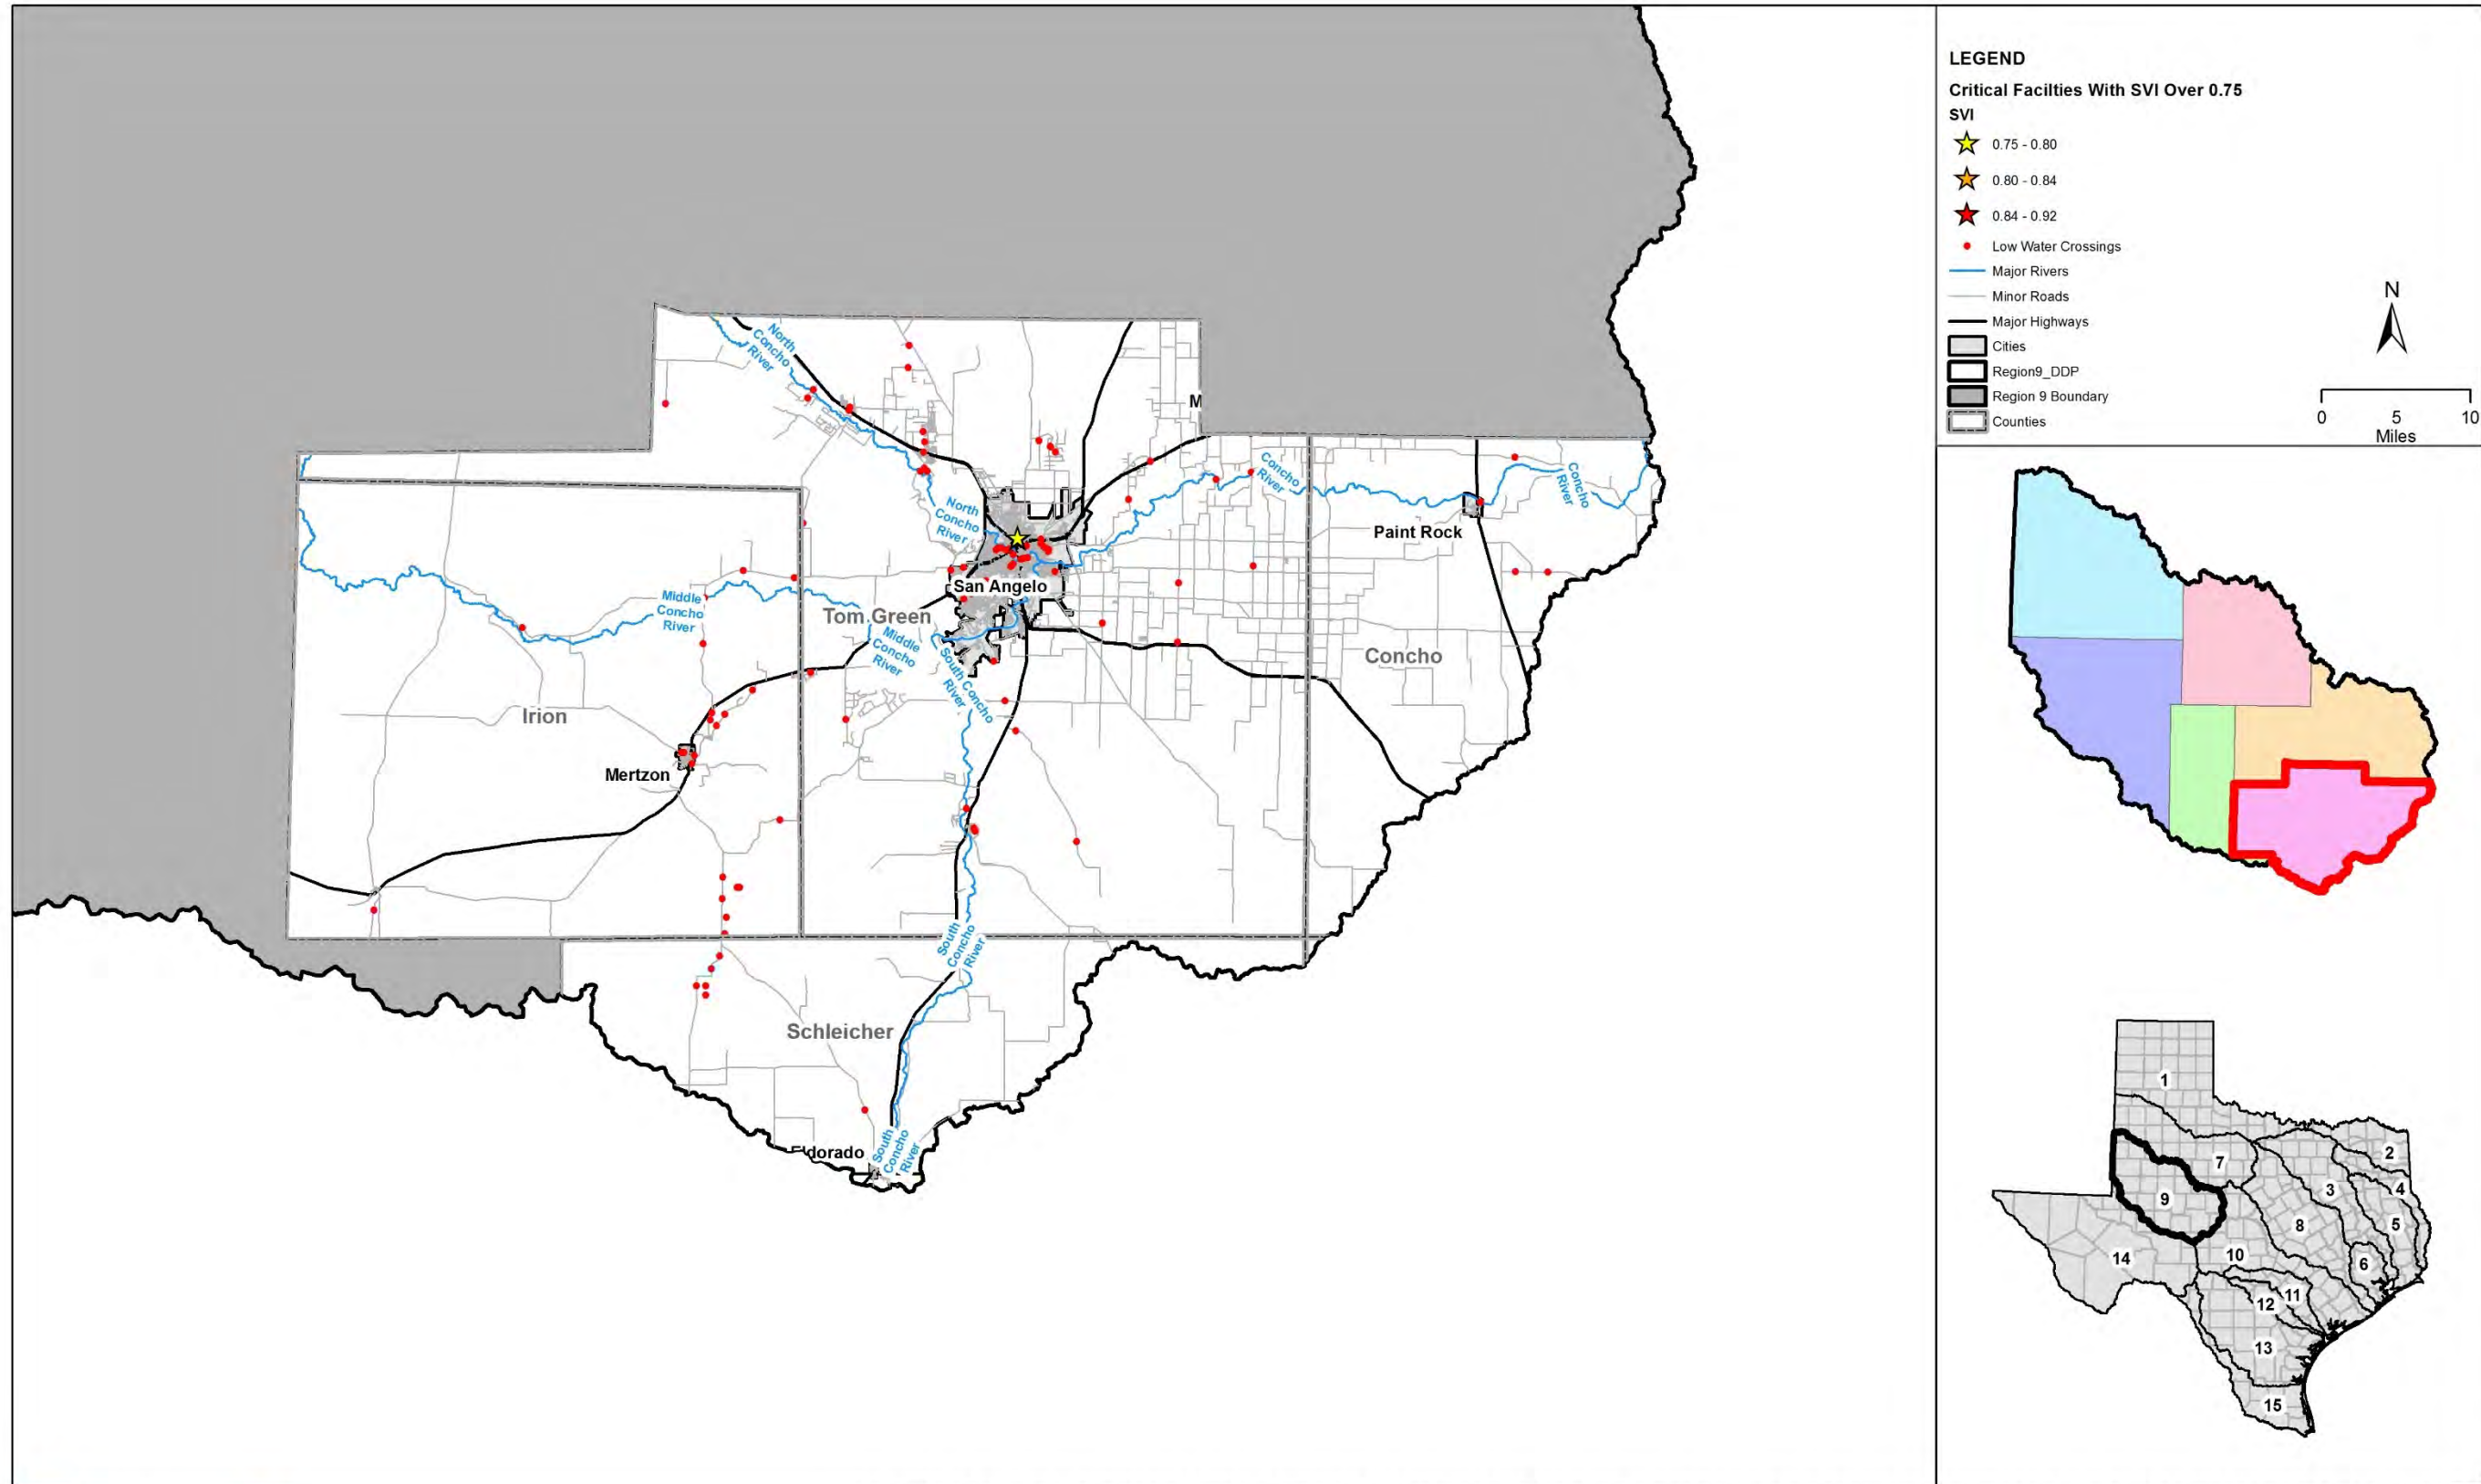 North
Concho
River
M
Concho
River
Concho
River
North
Concho
River
Paint Rock
San Angelo
Middle
Concho
River
Tom Green
Middle
Concho
River
South Concho
River
Concho
Irion
Mertzon
South
Concho
River
Schleicher
Eldorado
South
Concho
River
LEGEND
Critical Facilties With SVI Over 0.75
SVI
0.75 - 0.80
0.80 - 0.84
0.84 - 0.92
Low Water Crossings
Major Rivers
Minor Roads
Major Highways
Cities
Region9_DDP
Region 9 Boundary
Counties
N
0 5 10
Miles
1
2
7
3
4
9
8
5
10
14
6
11
12
13
15